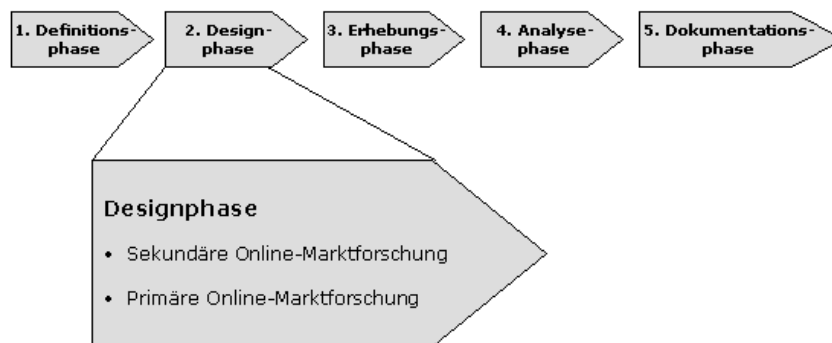 1. Definitions-
phase
2. Design-
phase
3. Erhebungs-
phase
4. Analyse-
phase
5. Dokumentations-
phase
Designphase
• Sekundäre Online-Marktforschung
• Primäre Online-Marktforschung